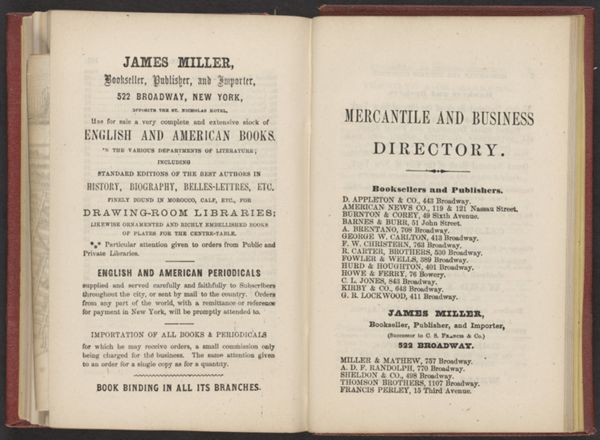 JAMES MILLER,
Bookseller, Publisher, and Importer,
522 BROADWAY, NEW YORK,
OPPOSITE THE ST. NICHOLAS HOTEL,
Has for sale a very complete and extensive stock of
ENGLISH AND AMERICAN BOOKS,
IN THE VARIOUS DEPARTMENTS OF LITERATURE;
INCLUDING
STANDARD EDITIONS OF THE BEST AUTHORS IN
HISTORY, BIOGRAPHY, BELLES-LETTRES, ETC.
FINELY BOUND IN MOROCCO, CALF, ETC., FOR
DRAWING-ROOM LIBRARIES;
LIKEWISE ORNAMENTED AND RICHLY EMBELLISHED BOOKS
OF PLATES FOR THE CENTRE-TABLE.
*** Particular attention given to orders from Public and
Private Libraries.
ENGLISH AND AMERICAN PERIODICALS
supplied and served carefully and faithfully to Subscribers
throughout the city, or sent by mail to the country. Orders
from any part of the world, with a remittance or reference
for payment in New York, will be promptly attended to.
IMPORTATION OF ALL BOOKS & PERIODICALS
for which he may receive orders, a small commission only
being charged for the business. The same attention given
to an order for a single copy as for a quantity.
BOOK BINDING IN ALL ITS BRANCHES.
MERCANTILE AND BUSINESS
DIRECTORY.
Booksellers and Publishers.
D. APPLETON & CO., 443 Broadway.
AMERICAN NEWS CO., 119 & 121 Nassau Street.
BURNTON & COREY, 49 Sixth Avenue.
BARNES & BURR, 51 John Street.
A. BRENTANO, 708 Broadway.
GEORGE W. CARLTON, 413 Broadway.
F. W. CHRISTERN, 763 Broadway.
R. CARTER, BROTHERS, 530 Broadway.
FOWLER & WELLS, 389 Broadway.
HURD & HOUGHTON, 401 Broadway.
HOWE & FERRY, 76 Bowery.
C. L. JONES, 843 Broadway.
KIRBY & CO., 643 Broadway.
G. R. LOCKWOOD, 411 Broadway.
JAMES MILLER,
Bookseller, Publisher, and Importer,
(Successor to C. S. FRANCIS & Co.)
522 BROADWAY.
MILLER & MATHEW, 757 Broadway.
A. D. F. RANDOLPH, 770 Broadway.
SHELDON & CO., 498 Broadway.
THOMSON BROTHERS, 1107 Broadway.
FRANCIS PERLEY, 15 Third Avenue.